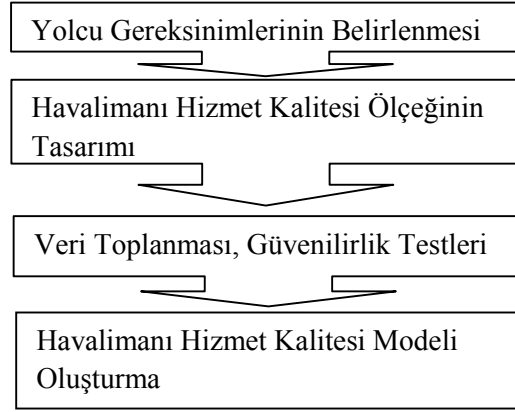 Yolcu Gereksinimlerinin Belirlenmesi
Havalimanı Hizmet Kalitesi Ölçeğinin
Tasarımı
Veri Toplanması, Güvenilirlik Testleri
Havalimanı Hizmet Kalitesi Modeli
Oluşturma